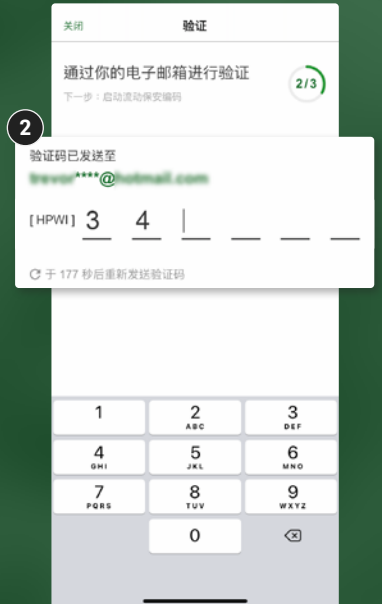 关闭
验证
通过你的电子邮箱进行验证
下一步：启动流动保安编码
2/3
2
验证码已发送至
trevor****@hotmail.com
[ HPWI ] 3 4
于 177 秒后重新发送验证码
1
2
ABC
3
DEF
4
GHI
5
JKL
6
MNO
7
PQRS
8
TUV
9
WXYZ
0